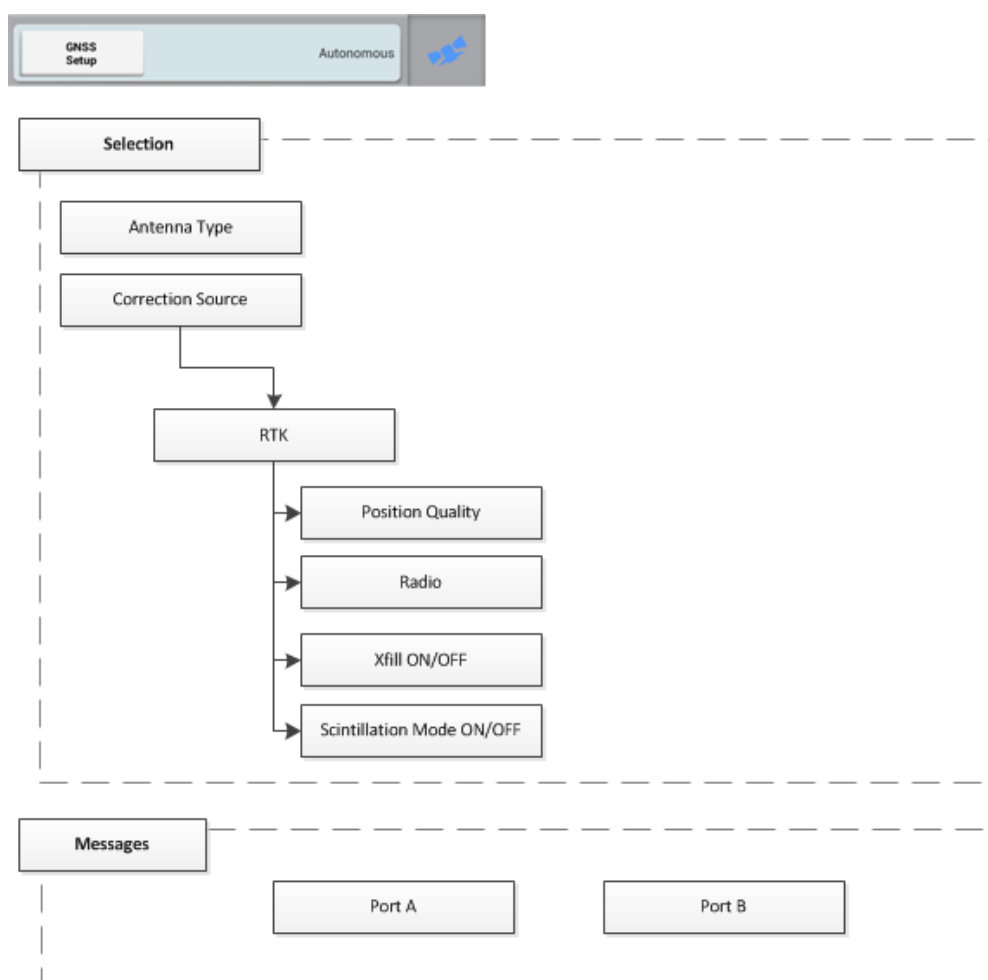 GNSS
Setup
Autonomous
Selection
Antenna Type
Correction Source
RTK
Position Quality
Radio
Xfill ON/OFF
Scintillation Mode ON/OFF
Messages
Port A
Port B